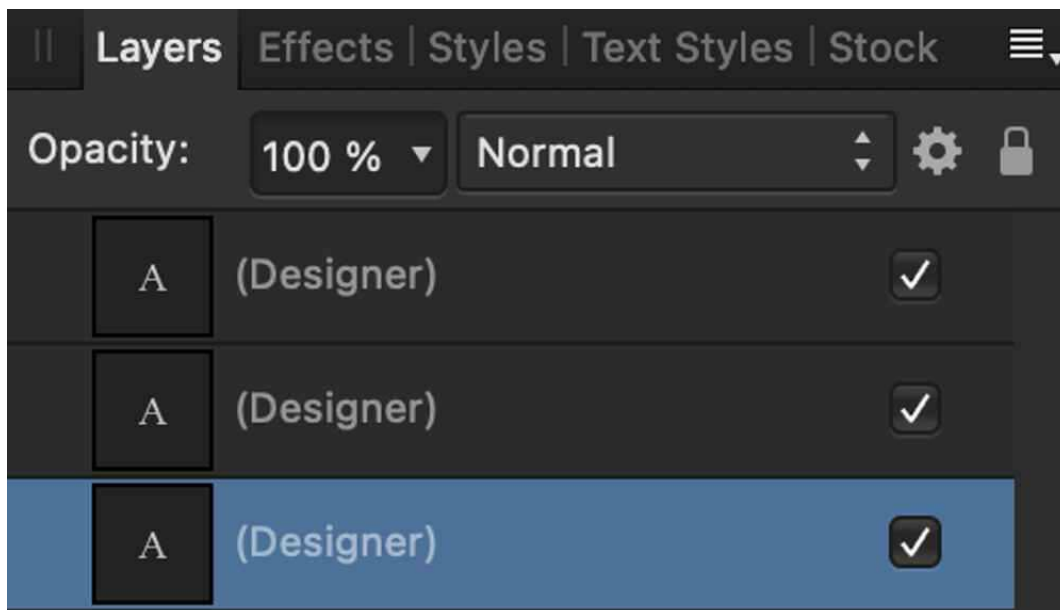 Layers Effects | Styles | Text Styles | Stock
Opacity: 100 % Normal
A (Designer)
A (Designer)
A (Designer)